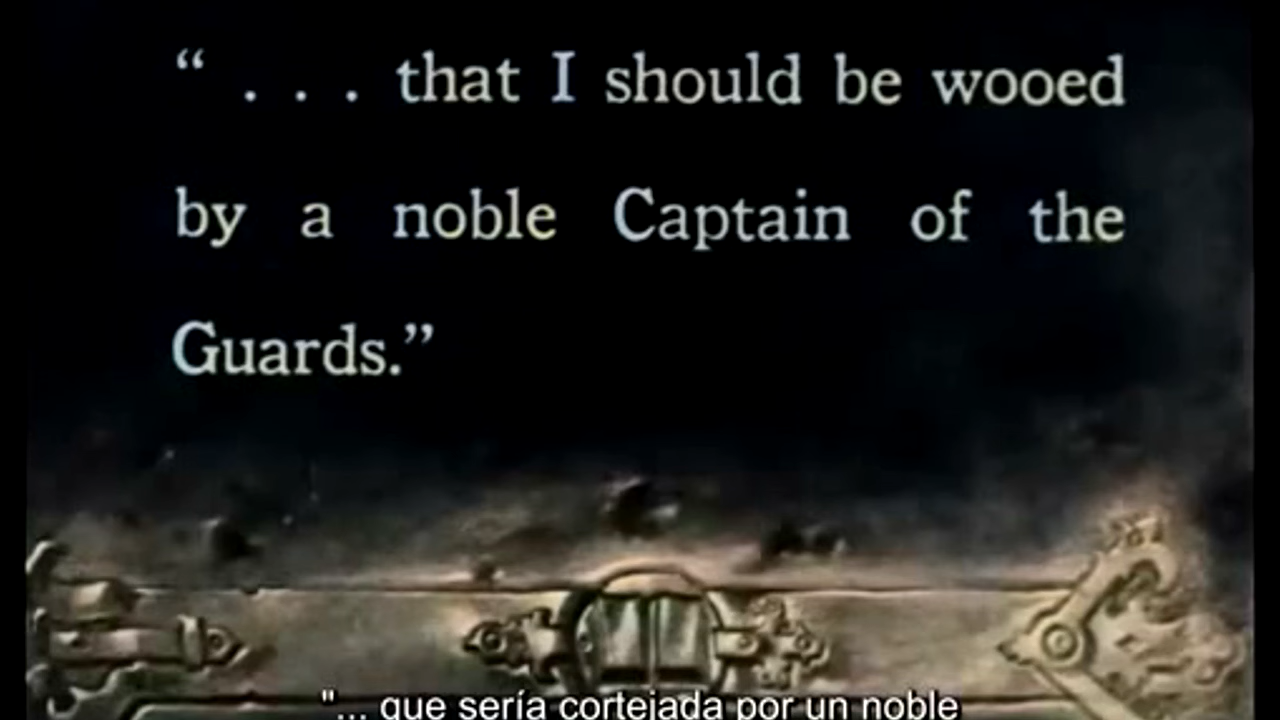 “ . . . that I should be wooed
by a noble Captain of the
Guards.”
"... que sería cortejada por un noble